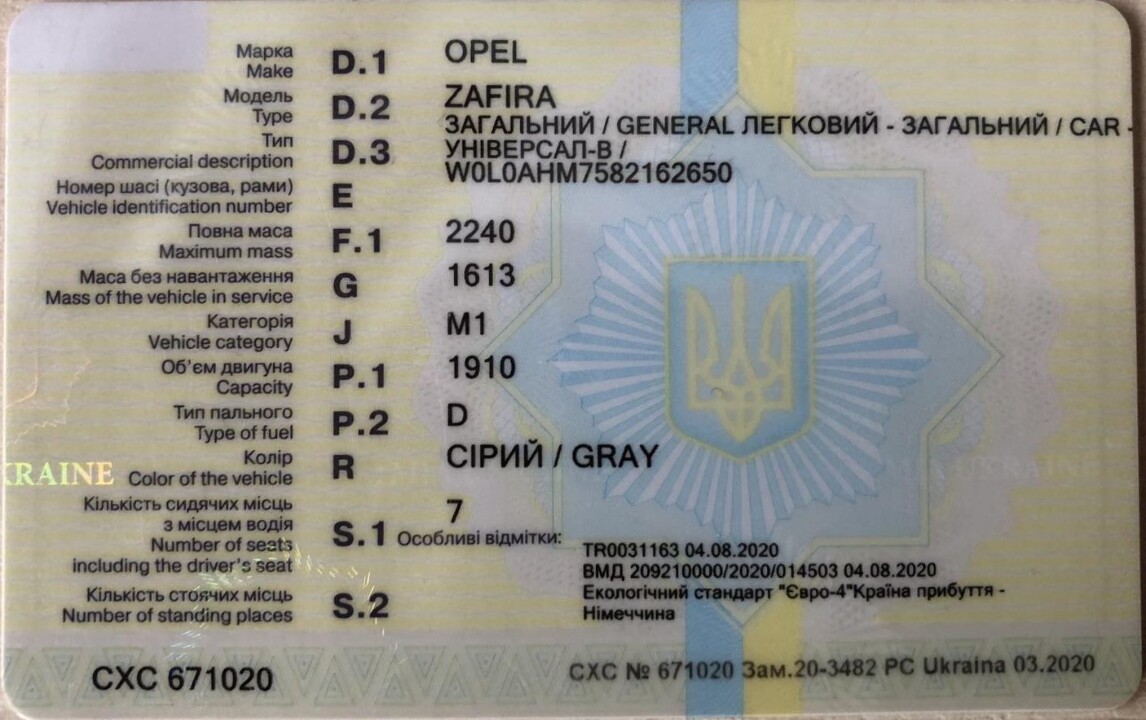 Марка D.1 OPEL
Make
Модель D.2 ZAFIRA
Type ЗАГАЛЬНИЙ / GENERAL ЛЕГКОВИЙ - ЗАГАЛЬНИЙ / CAR -
Тип D.3 УНІВЕРСАЛ-В /
Commercial description W0L0AHM7582162650
Номер шасі (кузова, рами) E
Vehicle identification number
Повна маса F.1 2240
Maximum mass
Маса без навантаження G 1613
Mass of the vehicle in service
Категорія J M1
Vehicle category
Об'єм двигуна P.1 1910
Capacity
Тип пального P.2 D
Type of fuel
Колір R СІРИЙ / GRAY
UKRAINE Color of the vehicle
Кількість сидячих місць 7
з місцем водія S.1 Особливі відмітки:
Number of seats TR0031163 04.08.2020
including the driver's seat ВМД 209210000/2020/014503 04.08.2020
Кількість стоячих місць S.2 Екологічний стандарт "Євро-4"Країна прибуття -
Number of standing places Німеччина
СХС 671020 СХС № 671020 Зам.20-3482 PC Ukraina 03.2020